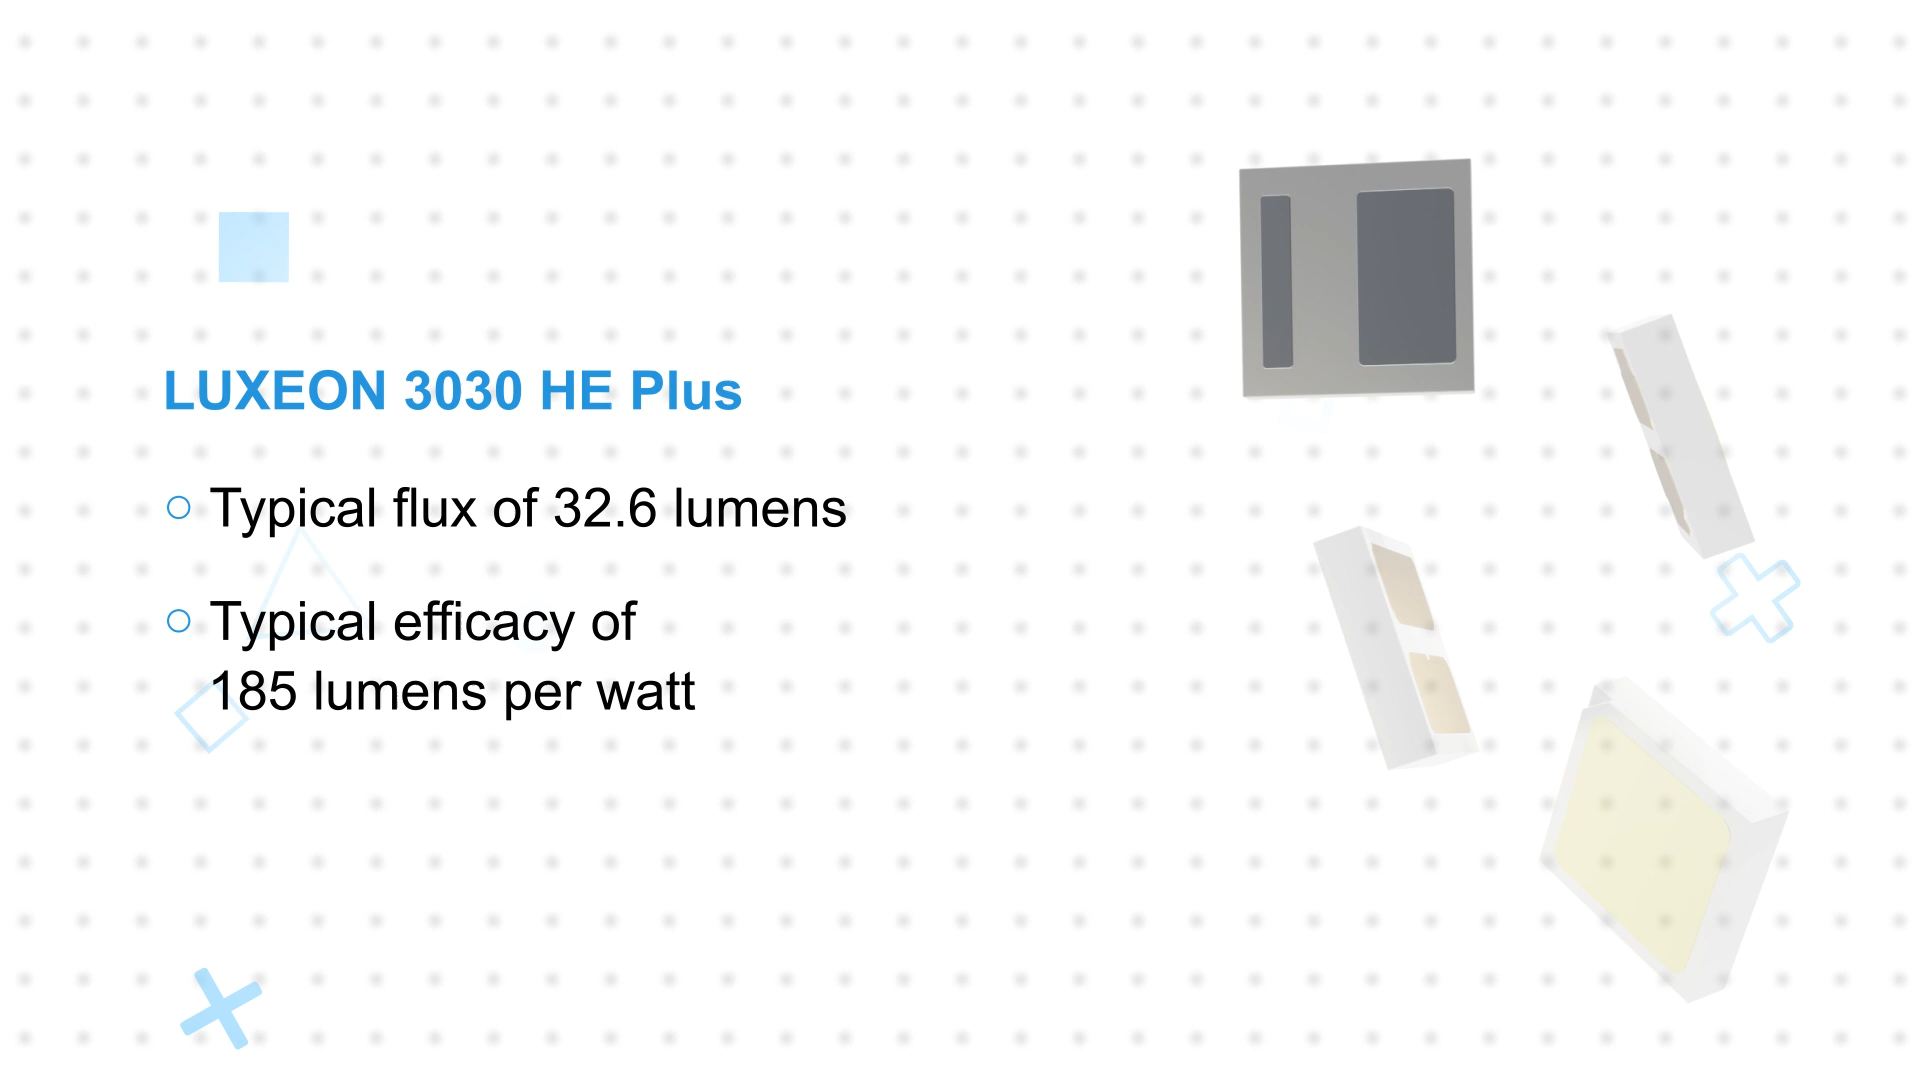 LUXEON 3030 HE Plus
Typical flux of 32.6 lumens
Typical efficacy of
185 lumens per watt